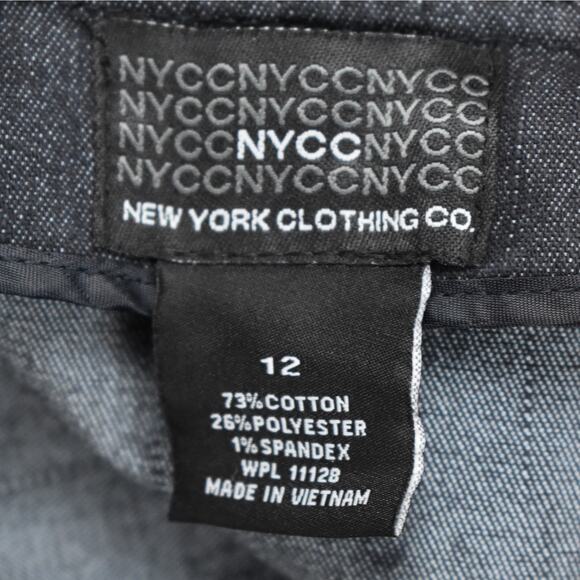 NYCCNYCCNYCC
NYCCNYCCNYCC
NYCCNYCCNYCC
NYCCNYCCNYCC
NEW YORK CLOTHING CO.
12
73% COTTON
26% POLYESTER
1% SPANDEX
WPL 11128
MADE IN VIETNAM